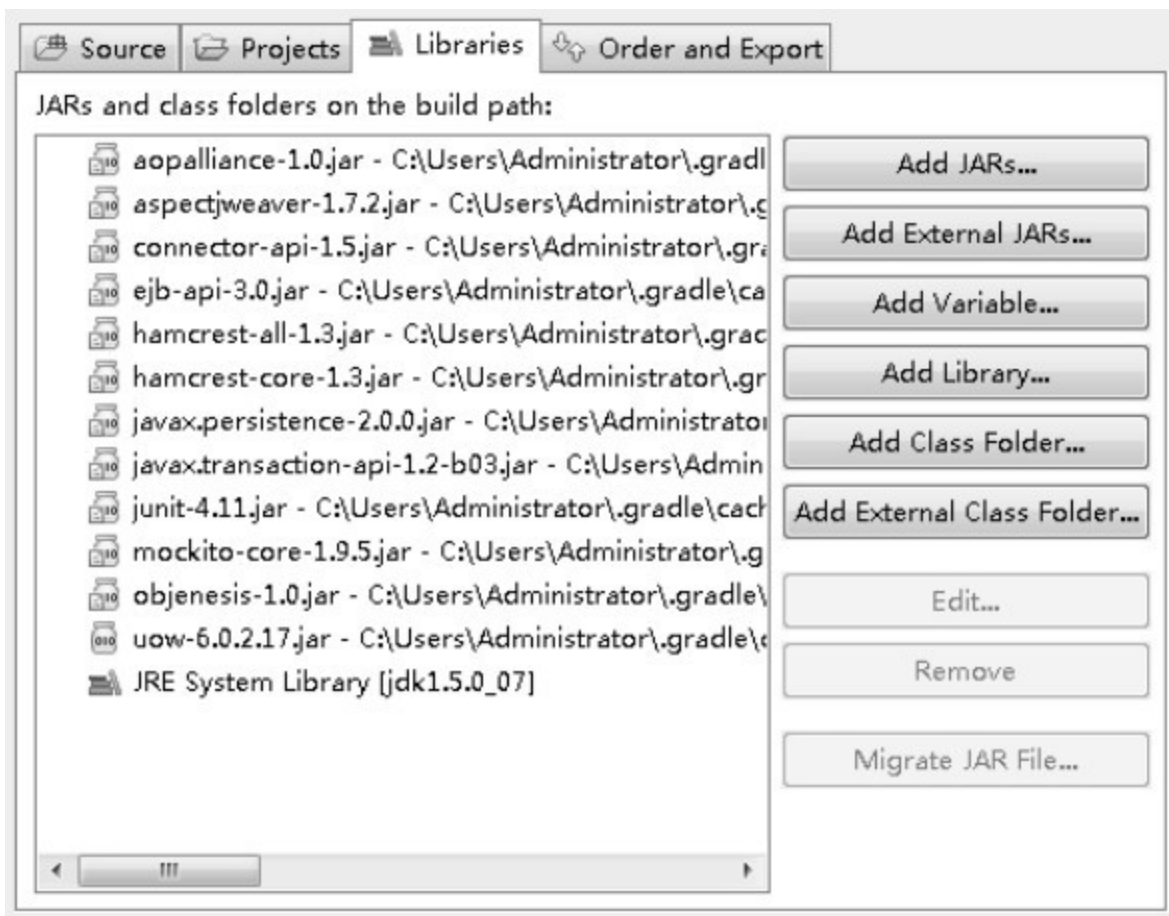 Source Projects Libraries Order and Export
JARs and class folders on the build path:
aopalliance-1.0.jar - C:\Users\Administrator\.gradl
aspectjweaver-1.7.2.jar - C:\Users\Administrator\.g
connector-api-1.5.jar - C:\Users\Administrator\.gra
ejb-api-3.0.jar - C:\Users\Administrator\.gradle\ca
hamcrest-all-1.3.jar - C:\Users\Administrator\.grac
hamcrest-core-1.3.jar - C:\Users\Administrator\.gr
javax.persistence-2.0.0.jar - C:\Users\Administrator
javax.transaction-api-1.2-b03.jar - C:\Users\Admin
junit-4.11.jar - C:\Users\Administrator\.gradle\cach
mockito-core-1.9.5.jar - C:\Users\Administrator\.g
objenesis-1.0.jar - C:\Users\Administrator\.gradle\
uow-6.0.2.17.jar - C:\Users\Administrator\.gradle\c
JRE System Library [jdk1.5.0_07]
Add JARs...
Add External JARs...
Add Variable...
Add Library...
Add Class Folder...
Add External Class Folder...
Edit...
Remove
Migrate JAR File...